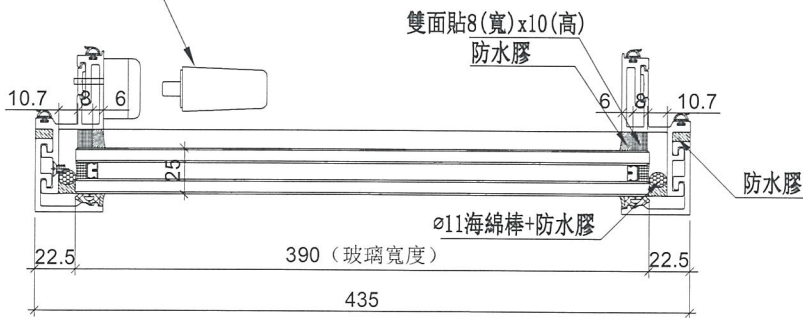 雙面貼8(寬)x10(高)
防水膠
10.7 8 6
6 8 10.7
25
防水膠
⌀11海綿棒+防水膠
22.5 390（玻璃寬度） 22.5
435